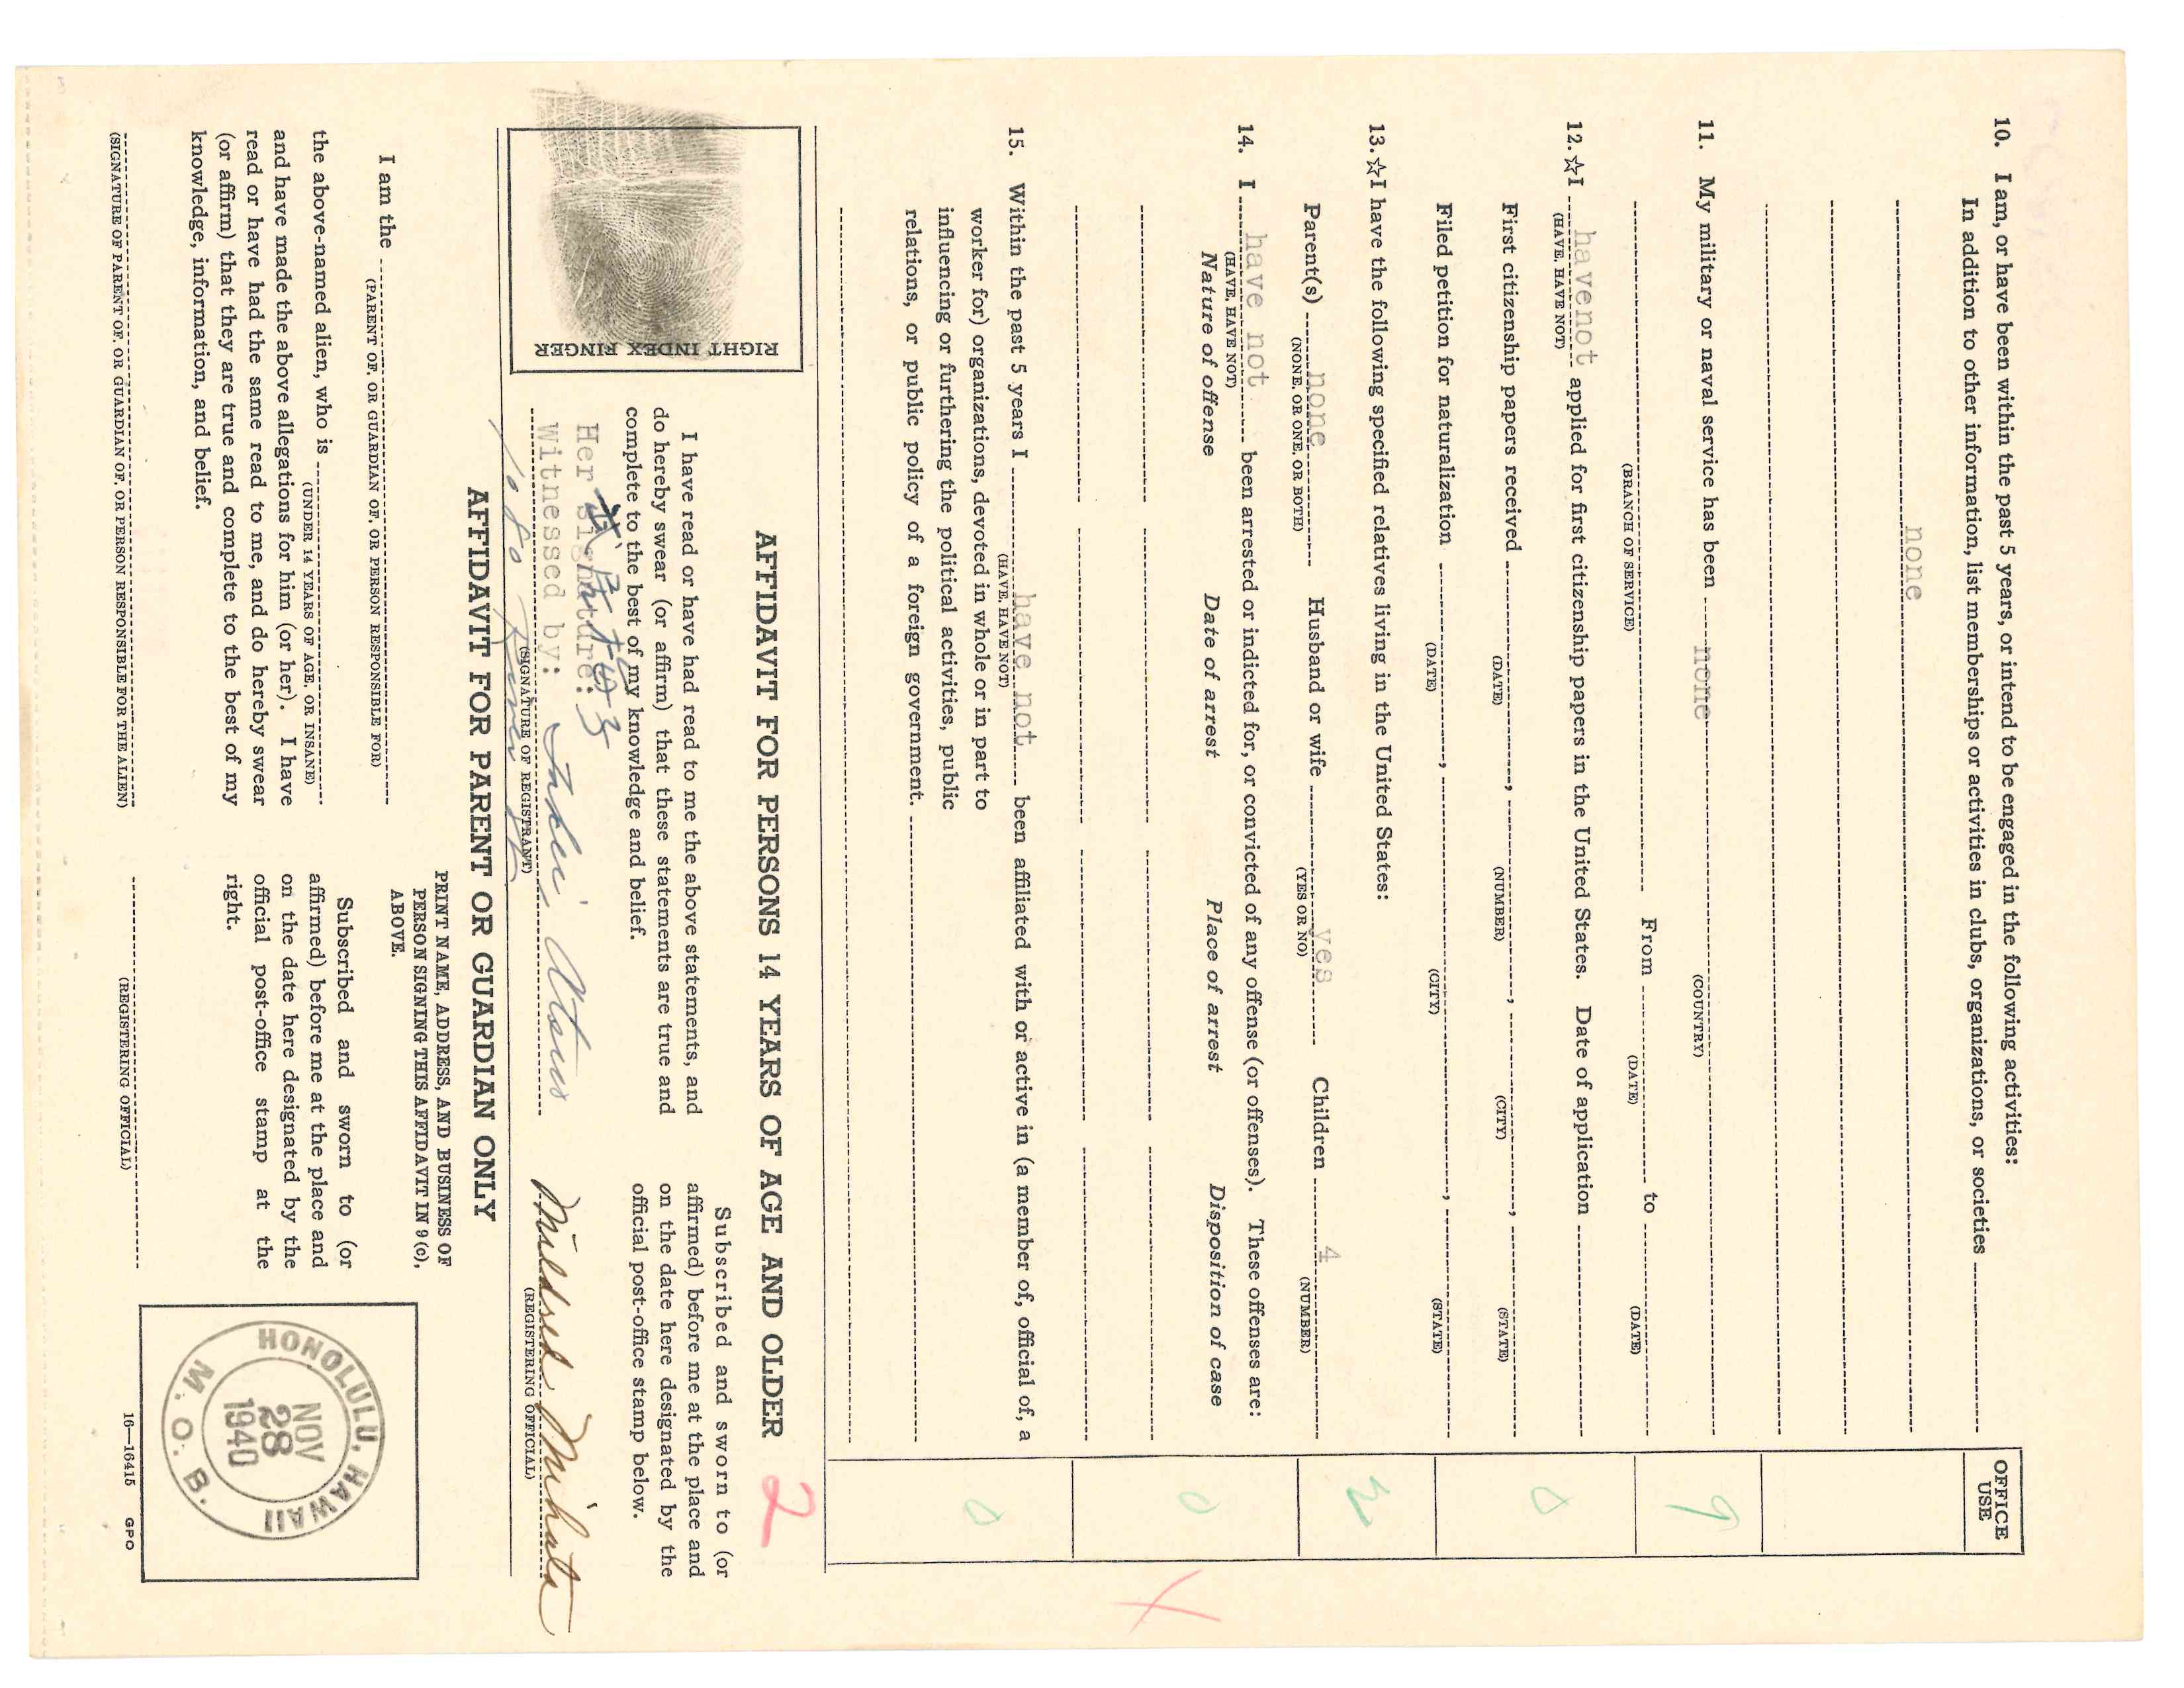 10. I am, or have been within the past 5 years, or intend to be engaged in the following activities:
In addition to other information, list memberships or activities in clubs, organizations, or societies
OFFICE USE
none
11. My military or naval service has been none
(COUNTRY)
9
From to
(BRANCH OF SERVICE) (DATE) (DATE)
12. ☆I havenot applied for first citizenship papers in the United States. Date of application
(HAVE, HAVE NOT)
0
First citizenship papers received , , ,
(DATE) (NUMBER) (CITY) (STATE)
Filed petition for naturalization , ,
(DATE) (CITY) (STATE)
13. ☆I have the following specified relatives living in the United States:
2
Parent(s) none Husband or wife yes Children 4
(NONE, OR ONE, OR BOTH) (YES OR NO) (NUMBER)
14. I have not been arrested or indicted for, or convicted of any offense (or offenses). These offenses are:
(HAVE, HAVE NOT)
Nature of offense Date of arrest Place of arrest Disposition of case
0
15. Within the past 5 years I have not been affiliated with or active in (a member of, official of, a
(HAVE, HAVE NOT)
worker for) organizations, devoted in whole or in part to
0
influencing or furthering the political activities, public
relations, or public policy of a foreign government.
RIGHT INDEX FINGER
AFFIDAVIT FOR PERSONS 14 YEARS OF AGE AND OLDER 2
I have read or have had read to me the above statements, and
do hereby swear (or affirm) that these statements are true and
complete to the best of my knowledge and belief.
Her signature: 武居梅子
Witnessed by: Takei, Atsuo
(SIGNATURE OF REGISTRANT)
1080 River St
Subscribed and sworn to (or
affirmed) before me at the place and
on the date here designated by the
official post-office stamp below.
Mildred Mihata
(REGISTERING OFFICIAL)
AFFIDAVIT FOR PARENT OR GUARDIAN ONLY
I am the
(PARENT OF, OR GUARDIAN OF, OR PERSON RESPONSIBLE FOR)
the above-named alien, who is
(UNDER 14 YEARS OF AGE, OR INSANE)
and have made the above allegations for him (or her). I have
read or have had the same read to me, and do hereby swear
(or affirm) that they are true and complete to the best of my
knowledge, information, and belief.
(SIGNATURE OF PARENT OF, OR GUARDIAN OF, OR PERSON RESPONSIBLE FOR THE ALIEN)
PRINT NAME, ADDRESS, AND BUSINESS OF
PERSON SIGNING THIS AFFIDAVIT IN 9 (c),
ABOVE.
Subscribed and sworn to (or
affirmed) before me at the place and
on the date here designated by the
official post-office stamp at the
right.
(REGISTERING OFFICIAL)
HONOLULU, HAWAII
NOV
28
1940
M. O. B.
16—16415 GPO